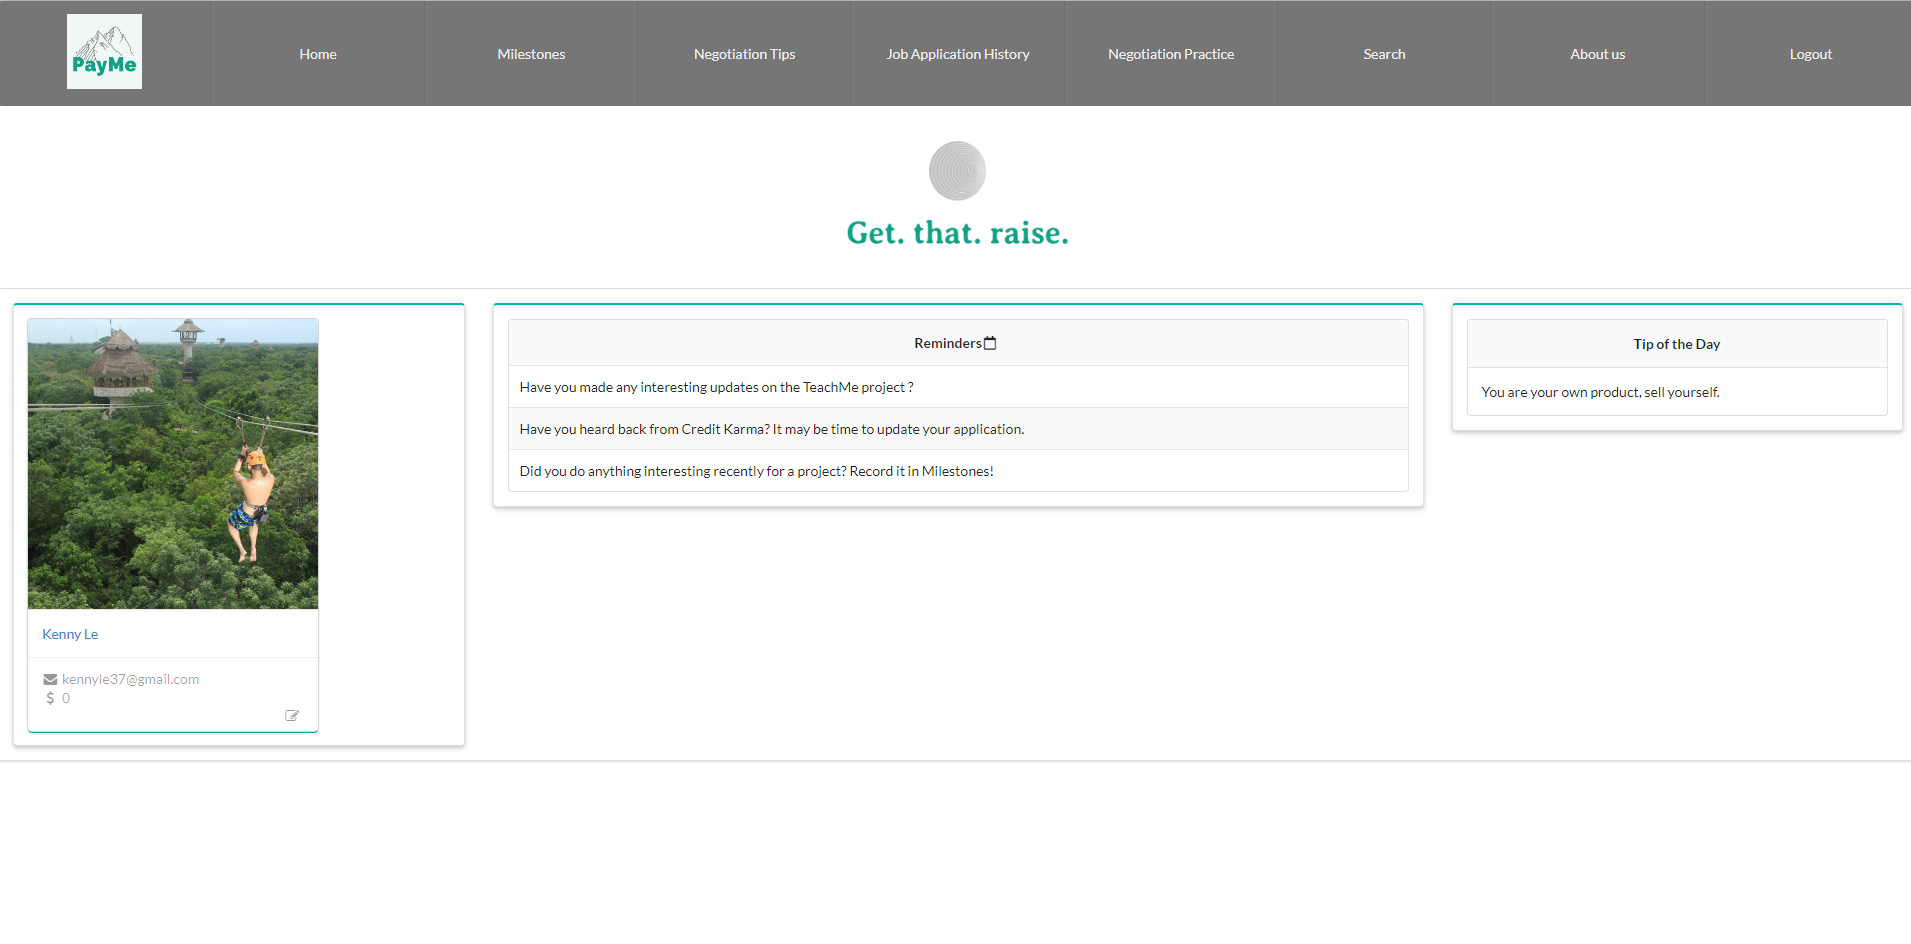 PayMe
Home
Milestones
Negotiation Tips
Job Application History
Negotiation Practice
Search
About us
Logout
Get. that. raise.
Kenny Le
kennyle37@gmail.com
$ 0
Reminders
Have you made any interesting updates on the TeachMe project ?
Have you heard back from Credit Karma? It may be time to update your application.
Did you do anything interesting recently for a project? Record it in Milestones!
Tip of the Day
You are your own product, sell yourself.